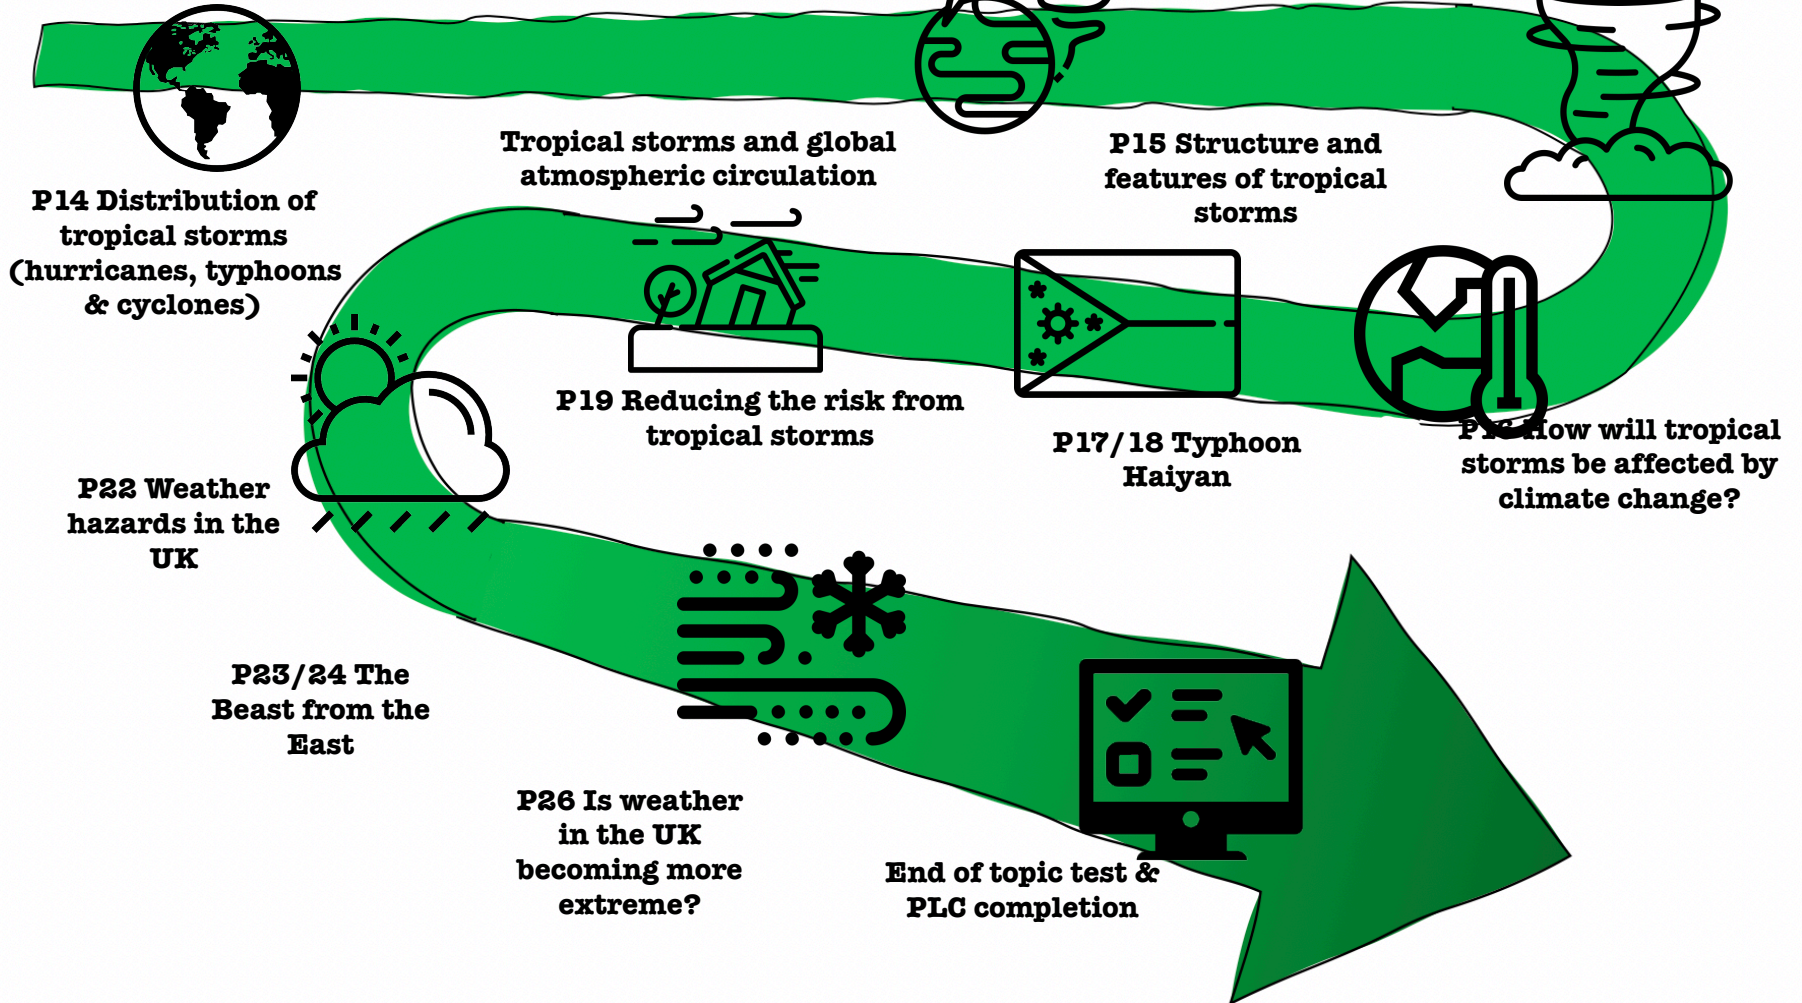 P14 Distribution of
tropical storms
(hurricanes, typhoons
& cyclones)
Tropical storms and global
atmospheric circulation
P15 Structure and
features of tropical
storms
P16 How will tropical
storms be affected by
climate change?
P17/18 Typhoon
Haiyan
P19 Reducing the risk from
tropical storms
P22 Weather
hazards in the
UK
P23/24 The
Beast from the
East
P26 Is weather
in the UK
becoming more
extreme?
End of topic test &
PLC completion